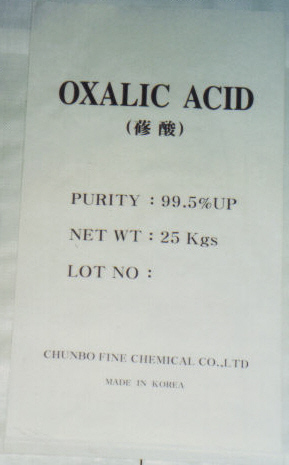 OXALIC ACID
(蓚 酸)
PURITY : 99.5%UP
NET WT : 25 Kgs
LOT NO :
CHUNBO FINE CHEMICAL CO.,LTD
MADE IN KOREA